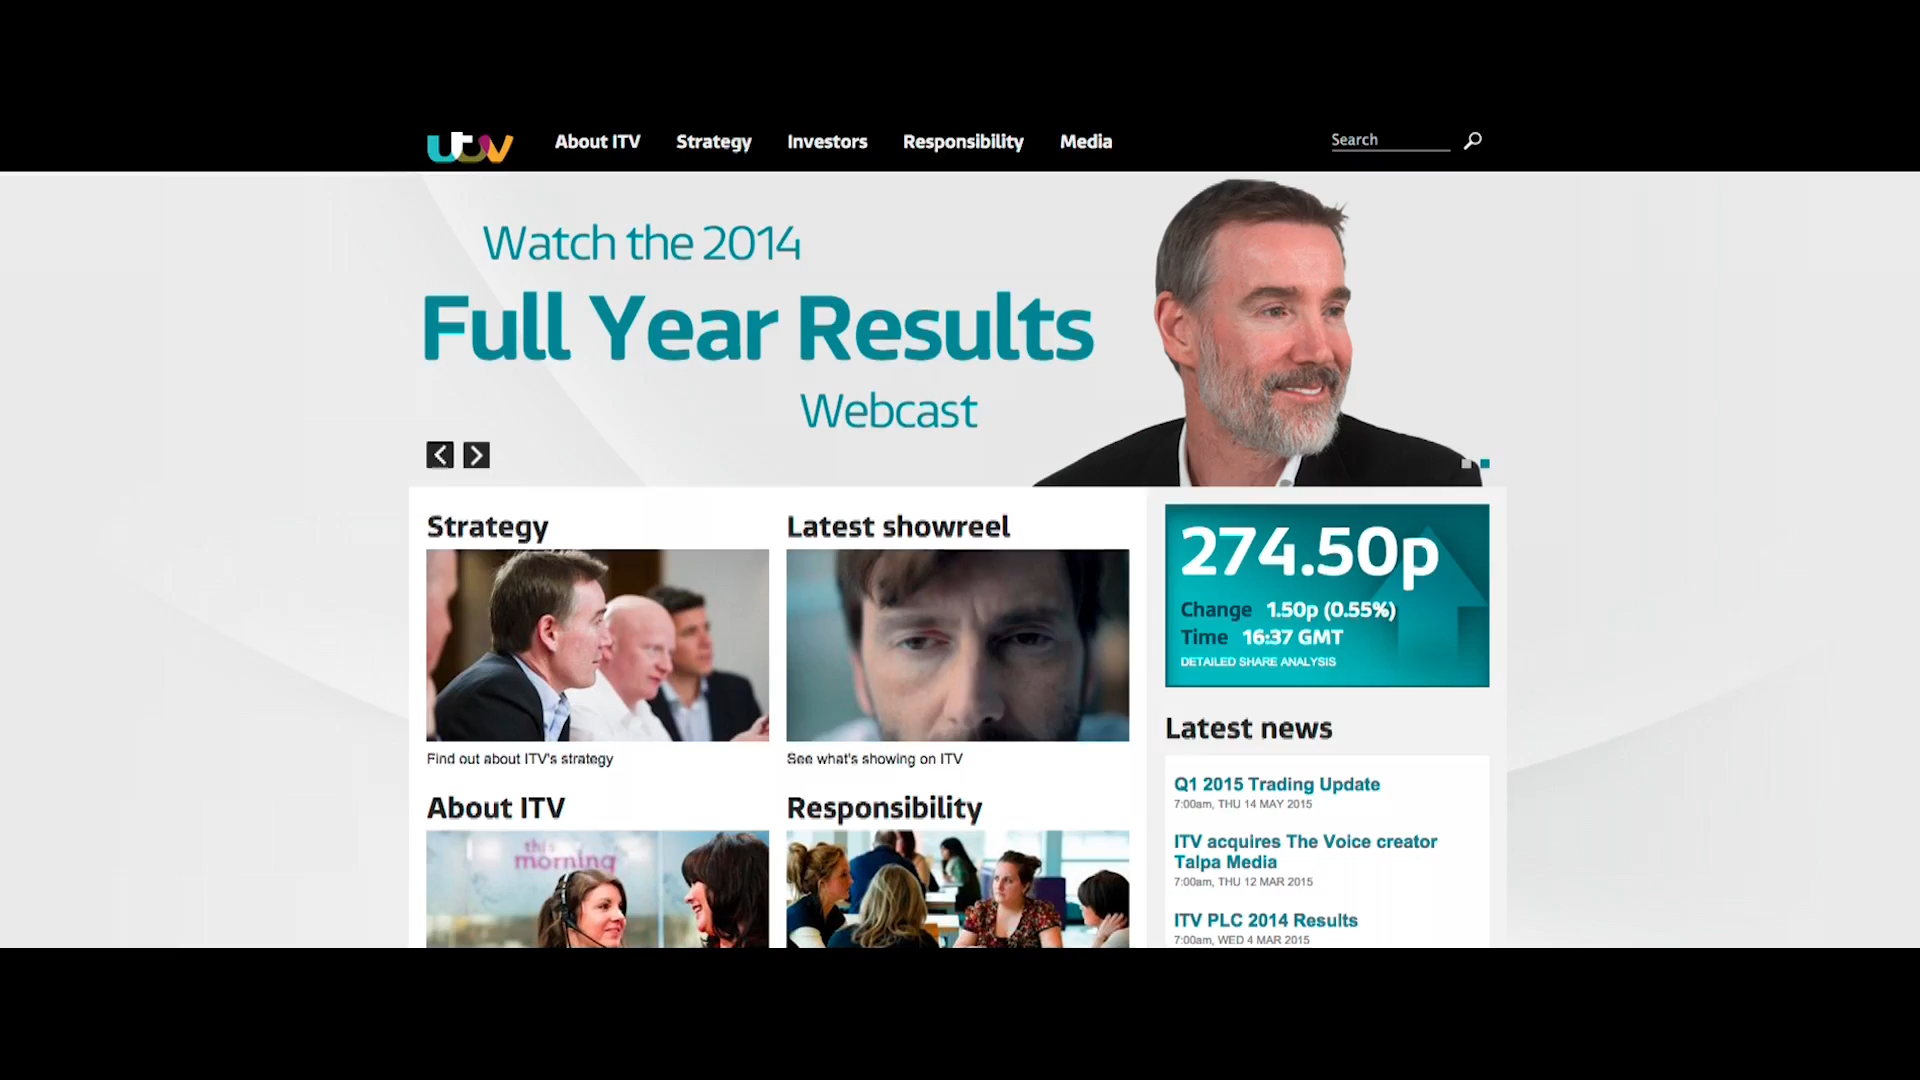 utv
About ITV
Strategy
Investors
Responsibility
Media
Search
Watch the 2014
Full Year Results
Webcast
Strategy
Find out about ITV's strategy
Latest showreel
See what's showing on ITV
About ITV
this
morning
Responsibility
274.50p
Change 1.50p (0.55%)
Time 16:37 GMT
DETAILED SHARE ANALYSIS
Latest news
Q1 2015 Trading Update
7:00am, THU 14 MAY 2015
ITV acquires The Voice creator
Talpa Media
7:00am, THU 12 MAR 2015
ITV PLC 2014 Results
7:00am, WED 4 MAR 2015